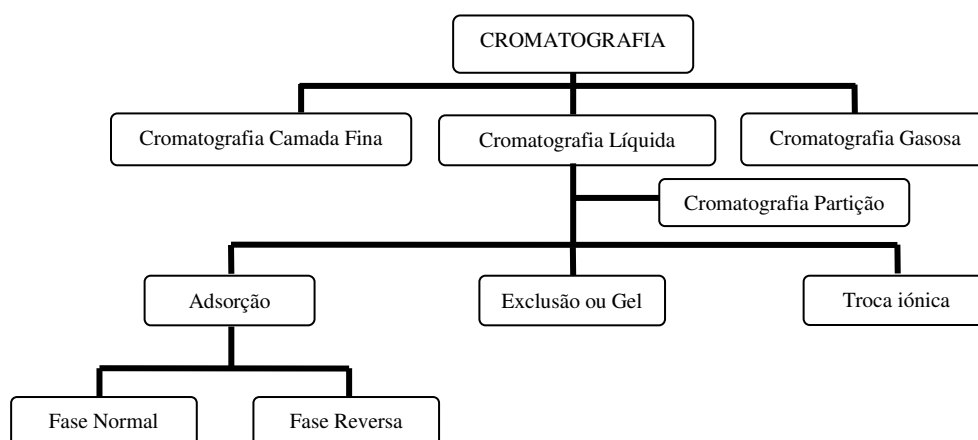 CROMATOGRAFIA
Cromatografia Camada Fina
Cromatografia Líquida
Cromatografia Gasosa
Cromatografia Partição
Adsorção
Exclusão ou Gel
Troca iónica
Fase Normal
Fase Reversa